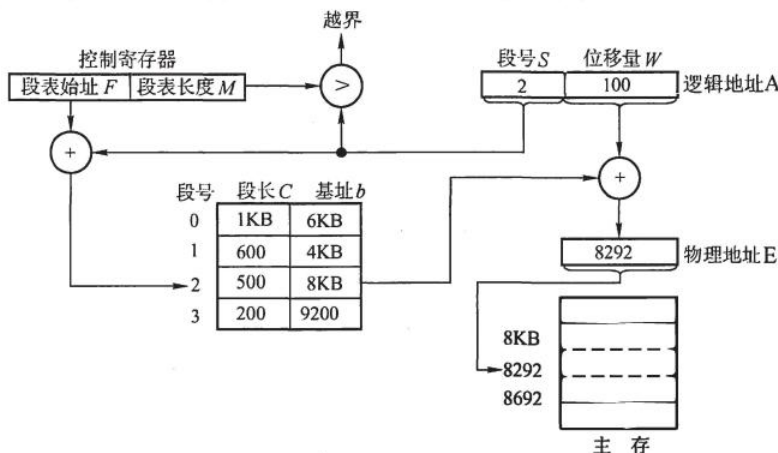 越界
控制寄存器
段号S 位移量W
段表始址 F 段表长度 M
>
2 100 逻辑地址A
+
+
段号 段长C 基址b
0 1KB 6KB
1 600 4KB
2 500 8KB
3 200 9200
8292 物理地址E
8KB
8292
8692
主 存